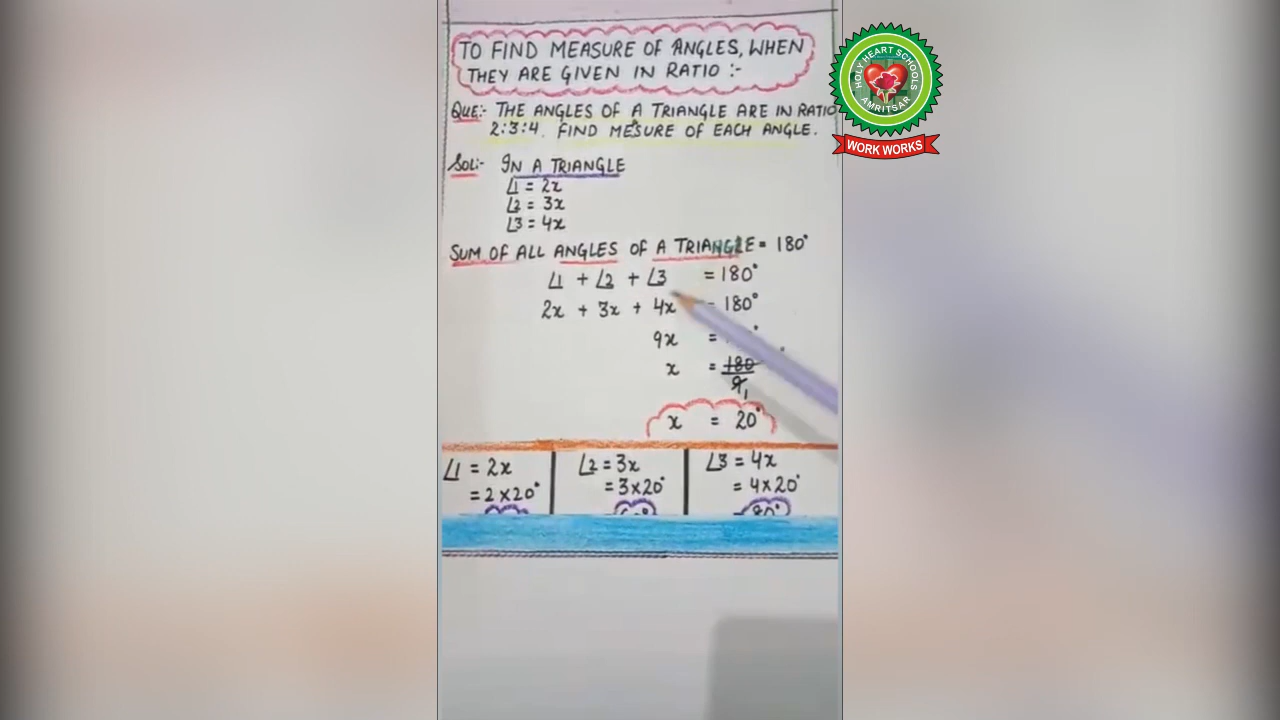 TO FIND MEASURE OF ANGLES, WHEN
THEY ARE GIVEN IN RATIO :-
QUE:- THE ANGLES OF A TRIANGLE ARE IN RATIO
2:3:4. FIND MESURE OF EACH ANGLE.
SOL:- IN A TRIANGLE
∠1 = 2x
∠2 = 3x
∠3 = 4x
SUM OF ALL ANGLES OF A TRIANGLE = 180°
∠1 + ∠2 + ∠3 = 180°
2x + 3x + 4x = 180°
9x =
x = 180/9 1
x = 20°
∠1 = 2x
= 2×20°
∠2 = 3x
= 3×20°
∠3 = 4x
= 4×20°
80°
HOLY HEART SCHOOLS
AMRITSAR
WORK WORKS